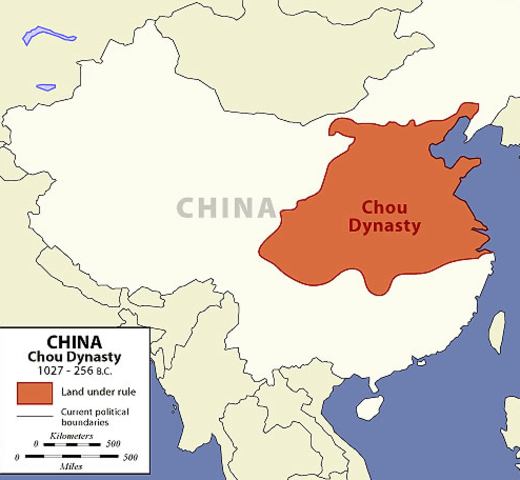 CHINA
Chou
Dynasty
CHINA
Chou Dynasty
1027 - 256 B.C.
Land under rule
Current political
boundaries
Kilometers
0 500
0 500
Miles